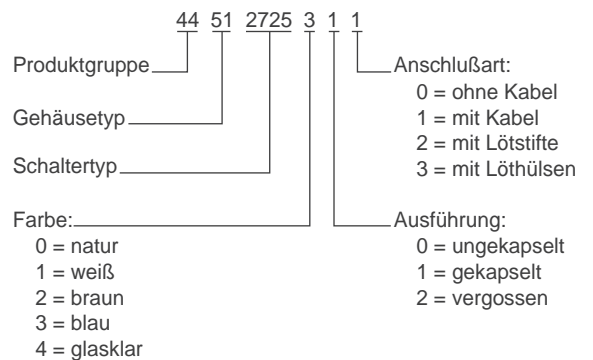 44 51 2725 3 1 1
Produktgruppe
Gehäusetyp
Schaltertyp
Farbe:
0 = natur
1 = weiß
2 = braun
3 = blau
4 = glasklar
Anschlußart:
0 = ohne Kabel
1 = mit Kabel
2 = mit Lötstifte
3 = mit Löthülsen
Ausführung:
0 = ungekapselt
1 = gekapselt
2 = vergossen